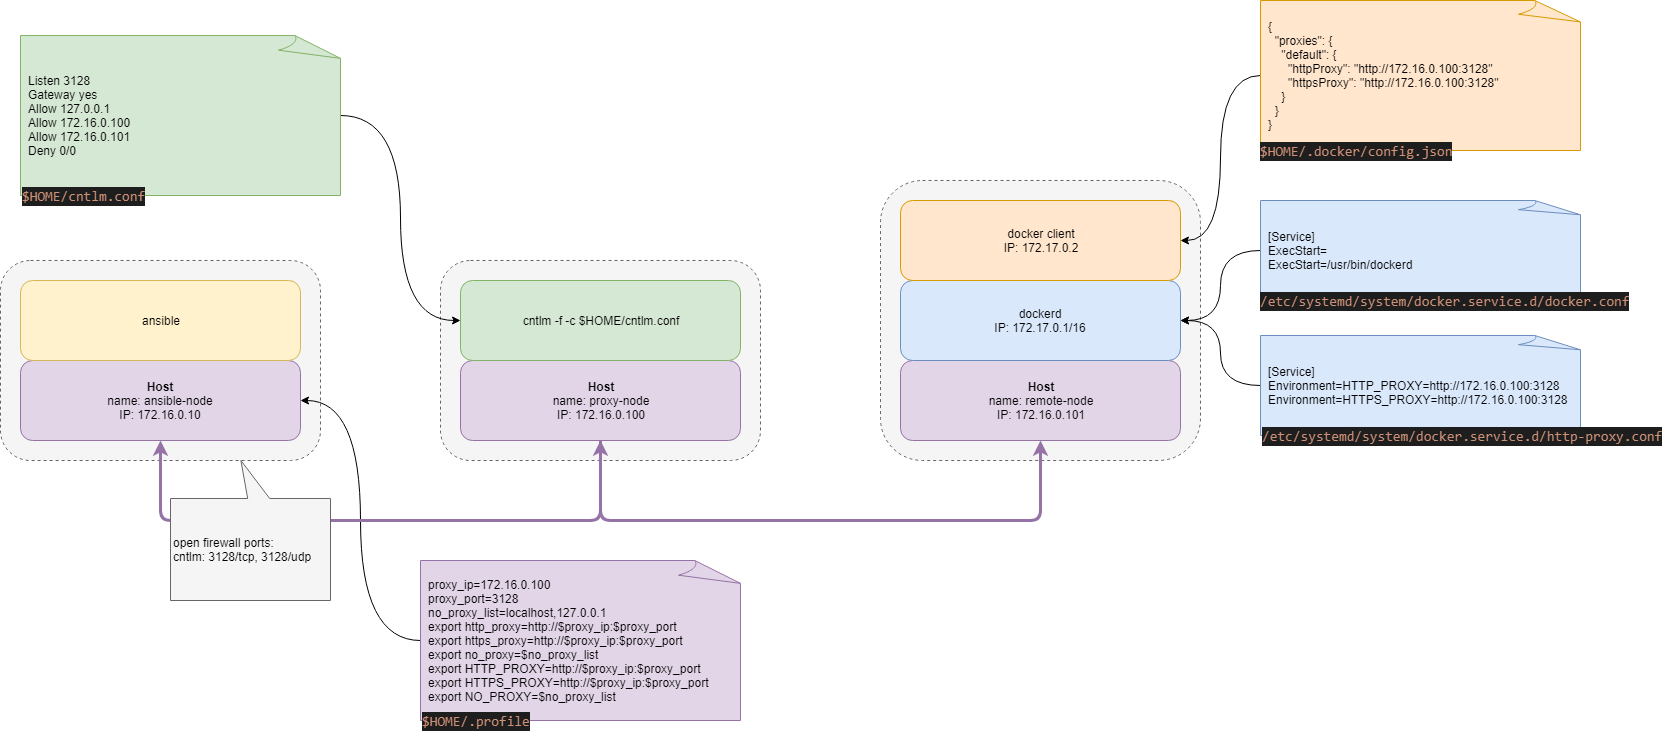 Listen 3128
Gateway yes
Allow 127.0.0.1
Allow 172.16.0.100
Allow 172.16.0.101
Deny 0/0
$HOME/cntlm.conf
{
"proxies": {
"default": {
"httpProxy": "http://172.16.0.100:3128"
"httpsProxy": "http://172.16.0.100:3128"
}
}
}
$HOME/.docker/config.json
docker client
IP: 172.17.0.2
dockerd
IP: 172.17.0.1/16
Host
name: remote-node
IP: 172.16.0.101
[Service]
ExecStart=
ExecStart=/usr/bin/dockerd
/etc/systemd/system/docker.service.d/docker.conf
[Service]
Environment=HTTP_PROXY=http://172.16.0.100:3128
Environment=HTTPS_PROXY=http://172.16.0.100:3128
/etc/systemd/system/docker.service.d/http-proxy.conf
ansible
Host
name: ansible-node
IP: 172.16.0.10
cntlm -f -c $HOME/cntlm.conf
Host
name: proxy-node
IP: 172.16.0.100
open firewall ports:
cntlm: 3128/tcp, 3128/udp
proxy_ip=172.16.0.100
proxy_port=3128
no_proxy_list=localhost,127.0.0.1
export http_proxy=http://$proxy_ip:$proxy_port
export https_proxy=http://$proxy_ip:$proxy_port
export no_proxy=$no_proxy_list
export HTTP_PROXY=http://$proxy_ip:$proxy_port
export HTTPS_PROXY=http://$proxy_ip:$proxy_port
export NO_PROXY=$no_proxy_list
$HOME/.profile